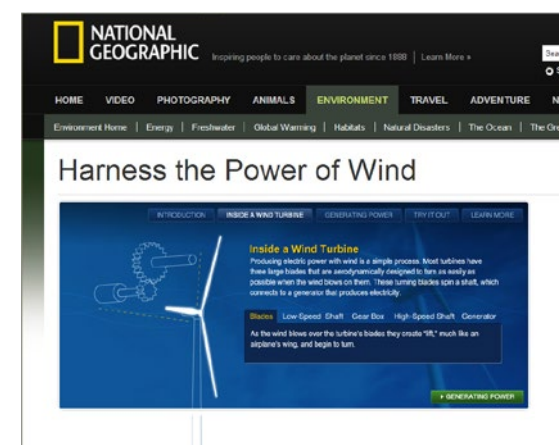 NATIONAL
GEOGRAPHIC
Inspiring people to care about the planet since 1888 | Learn More »
HOME VIDEO PHOTOGRAPHY ANIMALS ENVIRONMENT TRAVEL ADVENTURE N
Environment Home | Energy | Freshwater | Global Warming | Habitats | Natural Disasters | The Ocean | The Gre
Harness the Power of Wind
INTRODUCTION INSIDE A WIND TURBINE GENERATING POWER TRY IT OUT LEARN MORE
Inside a Wind Turbine
Producing electric power with wind is a simple process. Most turbines have
three large blades that are aerodynamically designed to turn as easily as
possible when the wind blows on them. These turning blades spin a shaft, which
connects to a generator that produces electricity.
Blades Low-Speed Shaft Gear Box High-Speed Shaft Generator
As the wind blows over the turbine's blades they create "lift," much like an
airplane's wing, and begin to turn.
GENERATING POWER